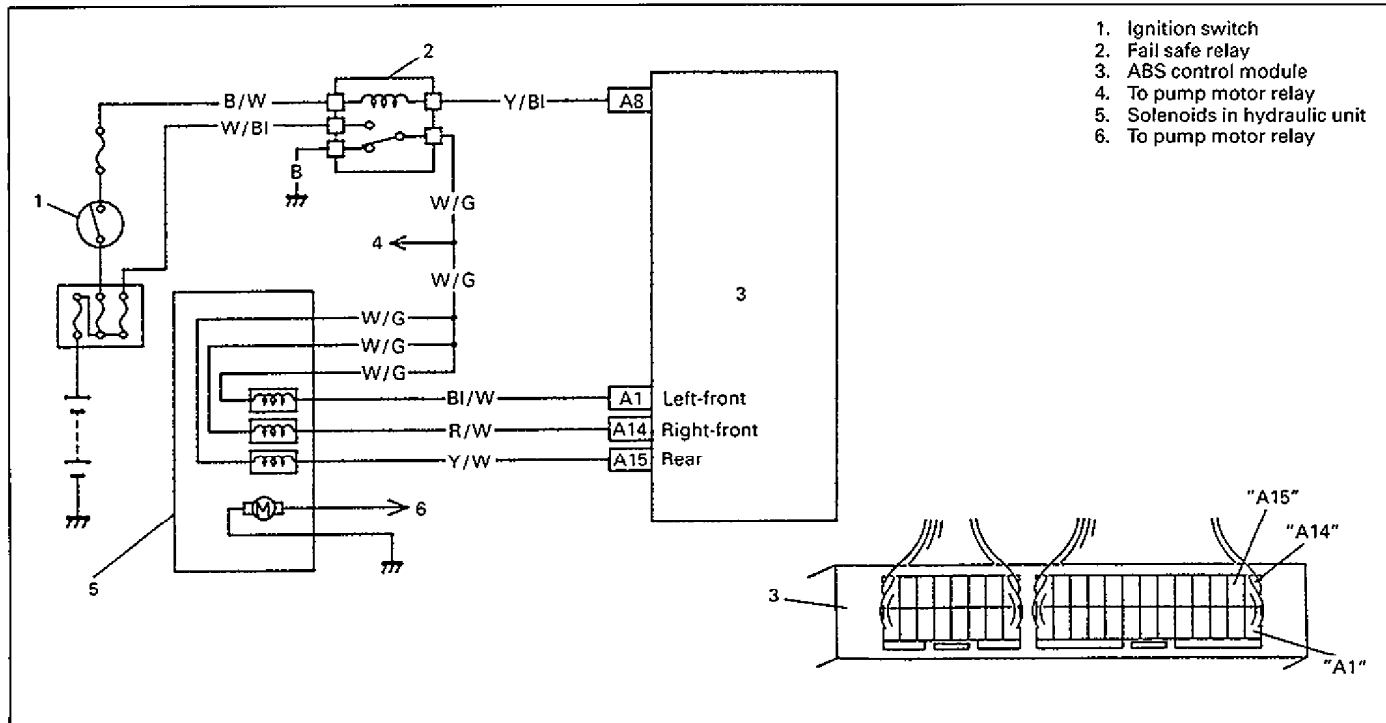 1. Ignition switch
2. Fail safe relay
3. ABS control module
4. To pump motor relay
5. Solenoids in hydraulic unit
6. To pump motor relay
2
B/W
Y/Bl
A8
W/Bl
B
1
W/G
4
W/G
3
W/G
W/G
W/G
Bl/W
A1 Left-front
R/W
A14 Right-front
Y/W
A15 Rear
M
6
5
"A15"
"A14"
3
"A1"